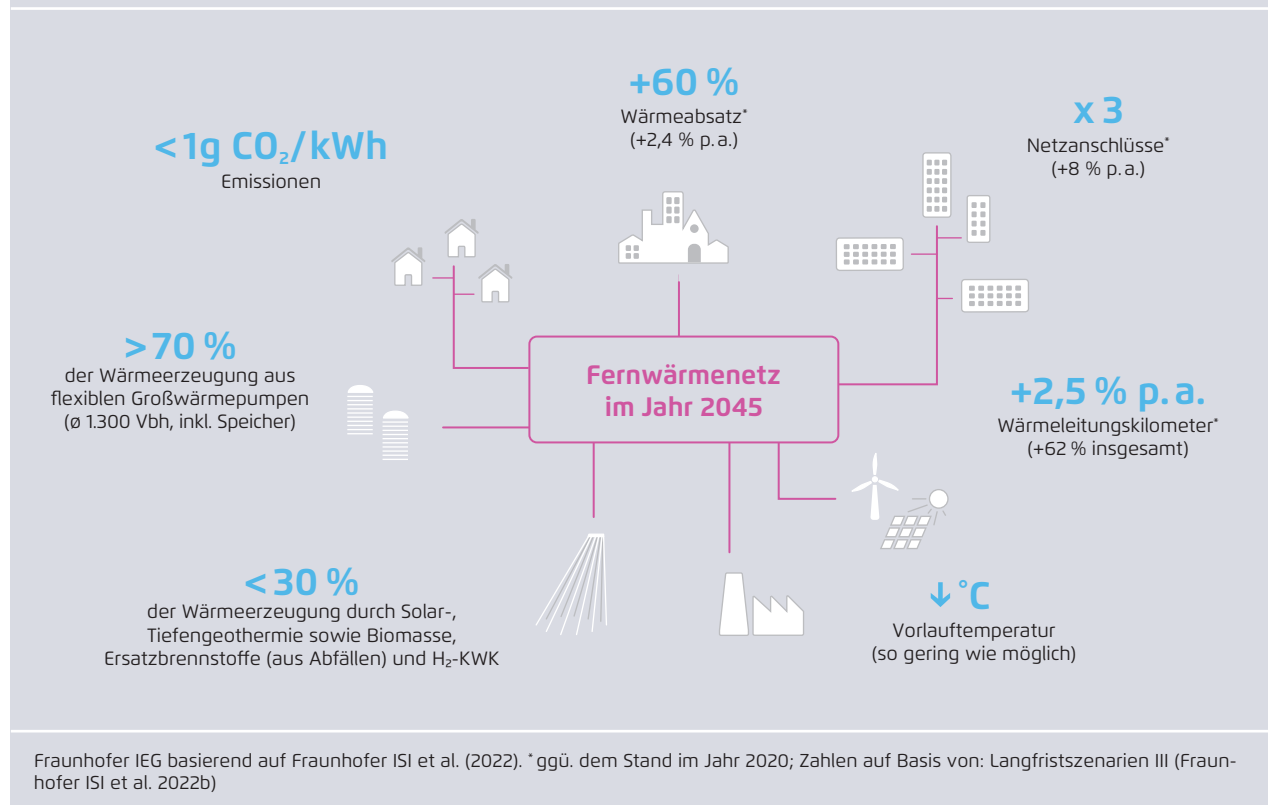 +60 %
Wärmeabsatz*
(+2,4 % p. a.)
x 3
Netzanschlüsse*
(+8 % p. a.)
<1g CO₂/kWh
Emissionen
>70 %
der Wärmeerzeugung aus
flexiblen Großwärmepumpen
(ø 1.300 Vbh, inkl. Speicher)
Fernwärmenetz
im Jahr 2045
+2,5 % p. a.
Wärmeleitungskilometer*
(+62 % insgesamt)
<30 %
der Wärmeerzeugung durch Solar-,
Tiefengeothermie sowie Biomasse,
Ersatzbrennstoffe (aus Abfällen) und H₂-KWK
↓ °C
Vorlauftemperatur
(so gering wie möglich)
Fraunhofer IEG basierend auf Fraunhofer ISI et al. (2022). * ggü. dem Stand im Jahr 2020; Zahlen auf Basis von: Langfristszenarien III (Fraun-
hofer ISI et al. 2022b)